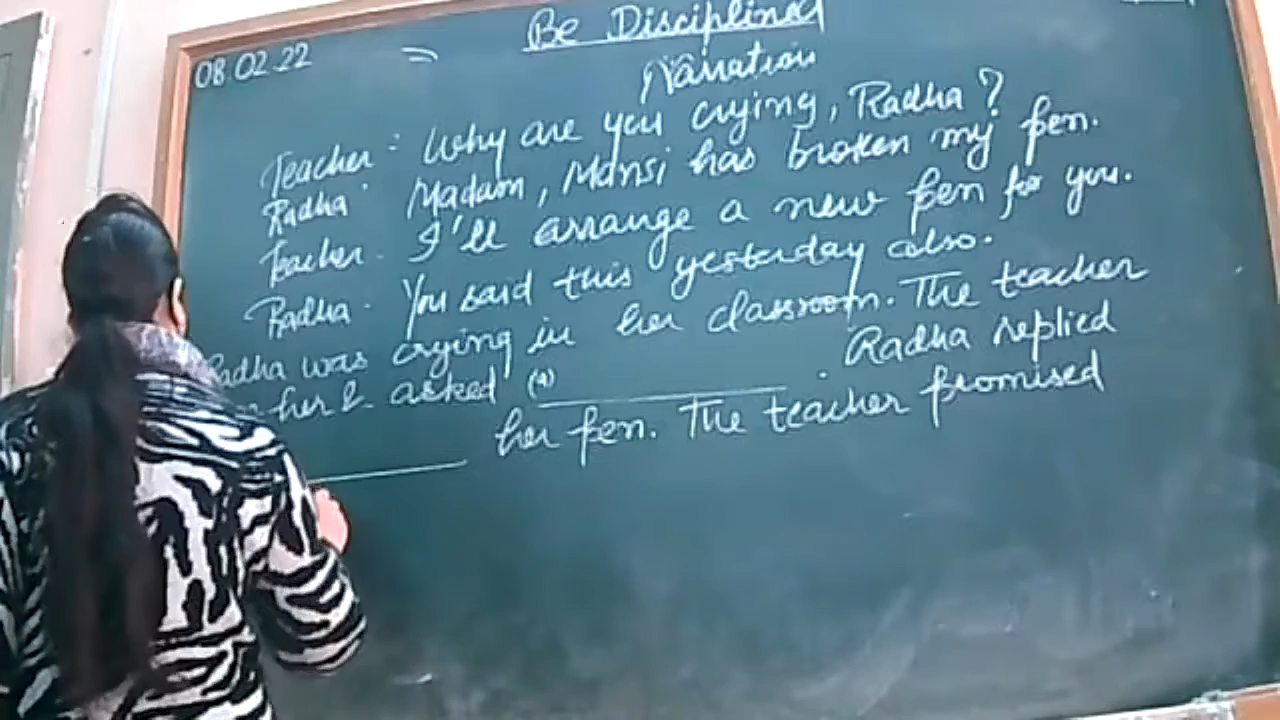 Be Disciplined
08.02.22
Narration
Teacher : Why are you crying, Radha?
Radha : Madam, Mansi has broken my pen.
Teacher - I'll arrange a new pen for you.
Radha - You said this yesterday also.
Radha was crying in her classroom. The teacher
her & asked (a) ________ . Radha replied
________ her pen. The teacher promised